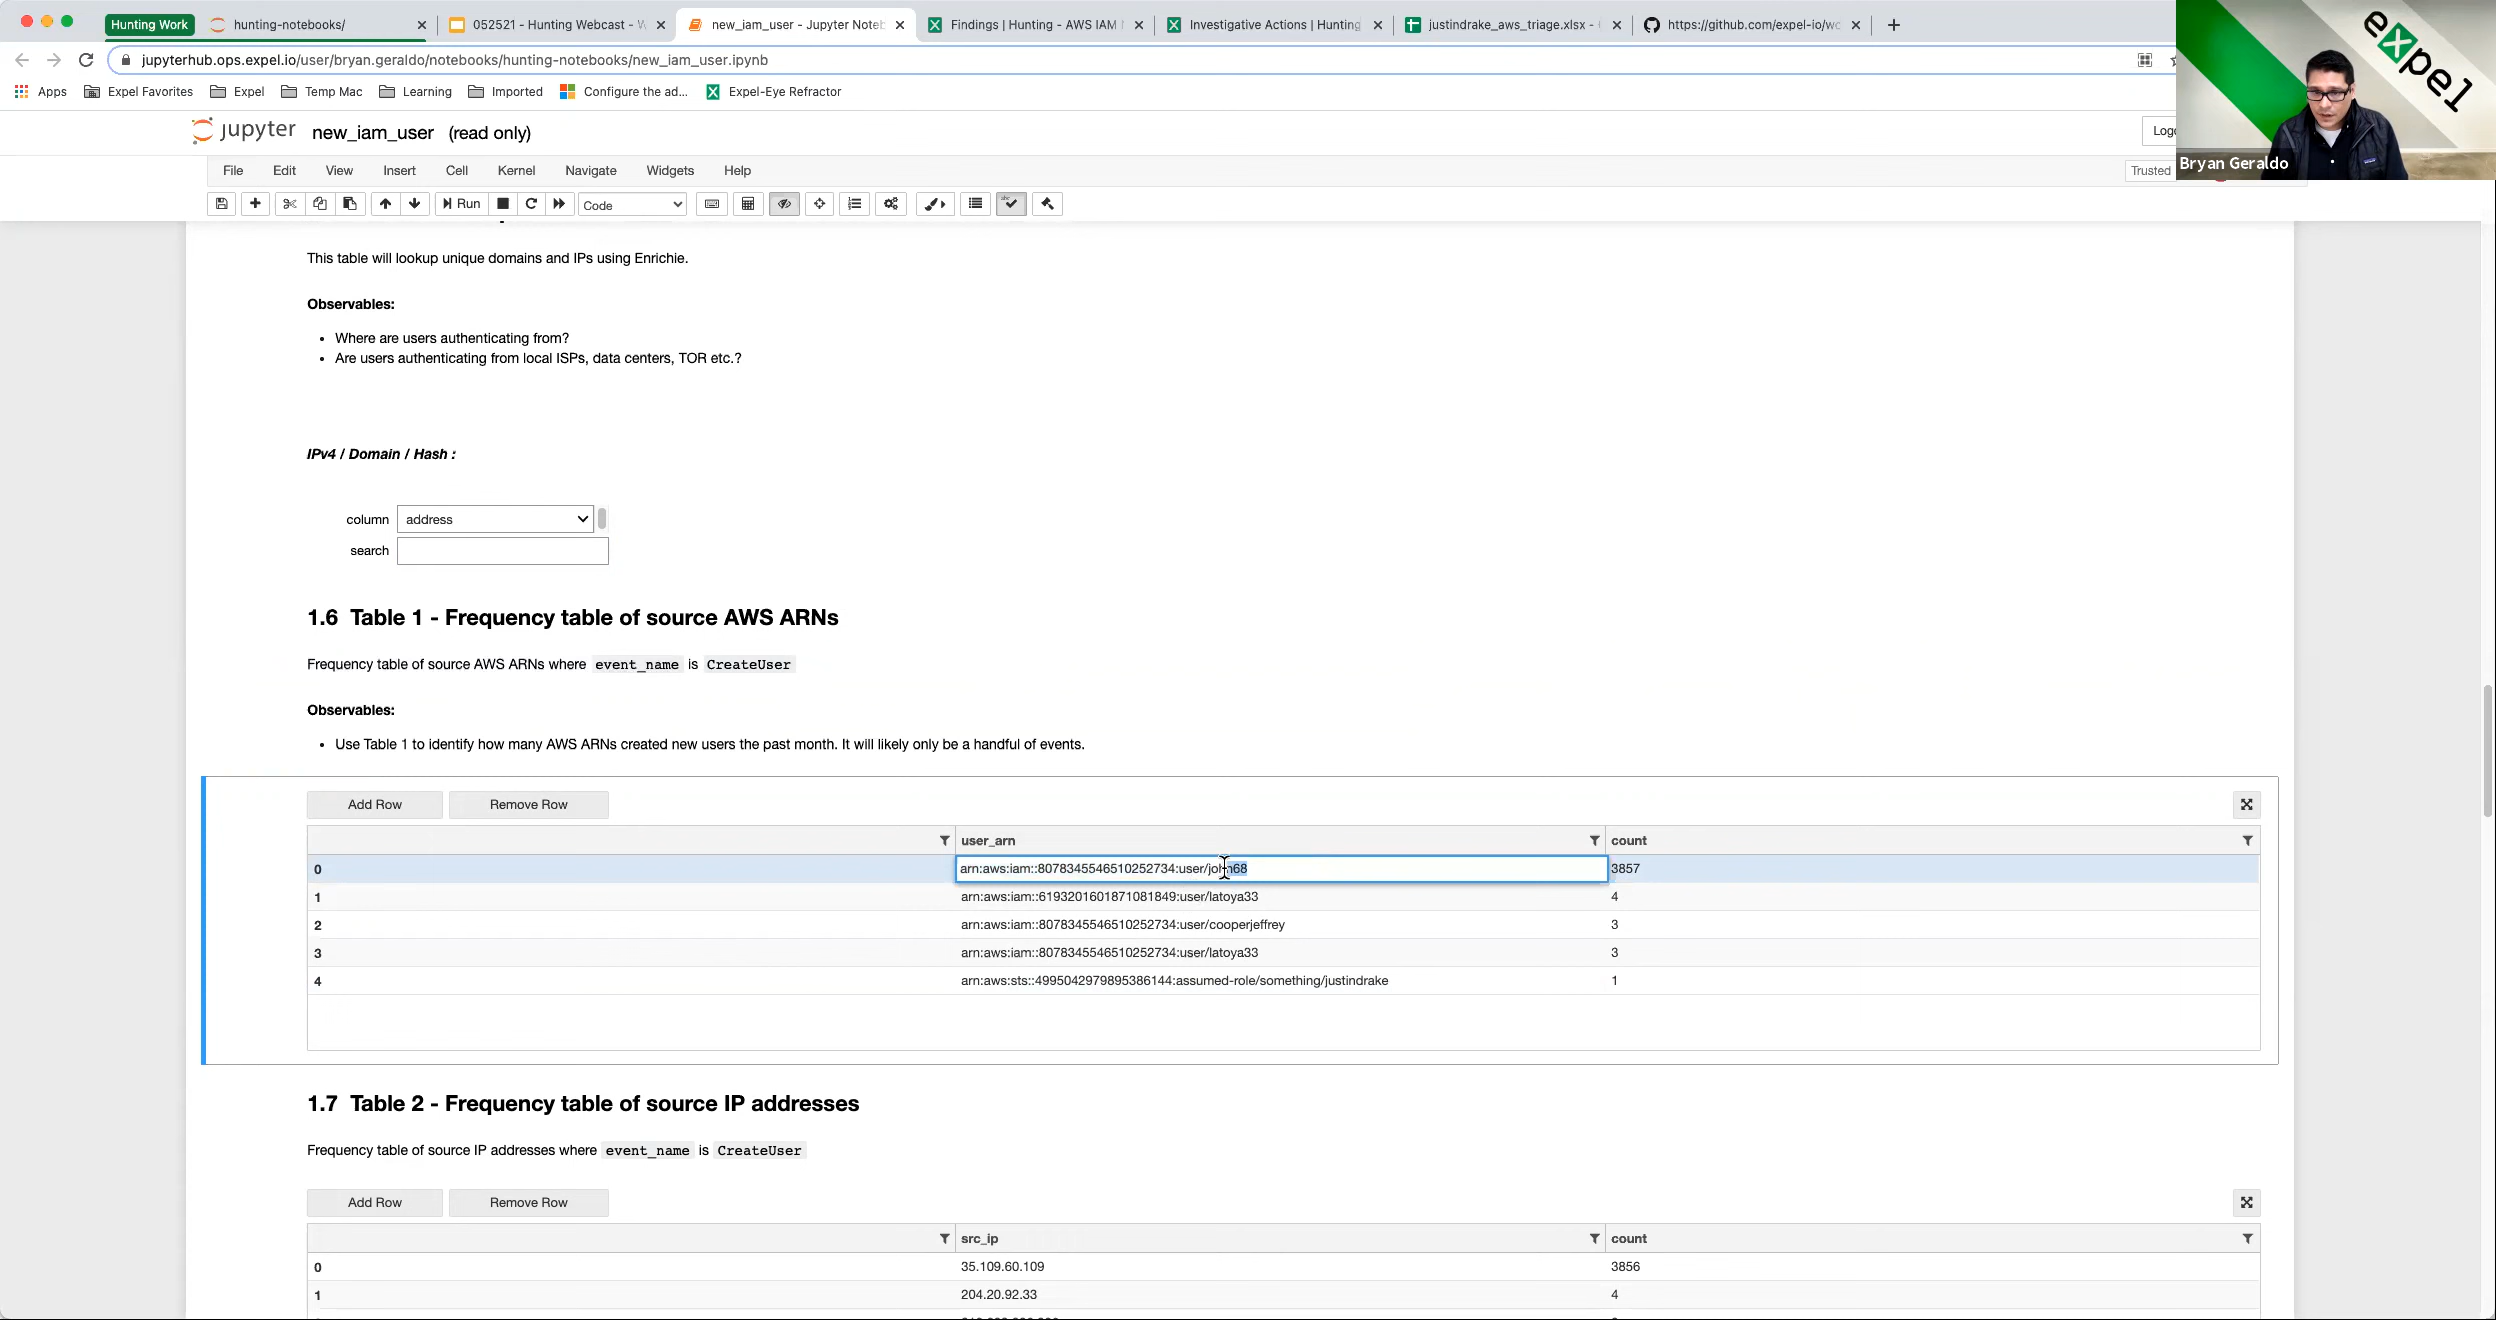 Hunting Work
hunting-notebooks/
052521 - Hunting Webcast - W
new_iam_user - Jupyter Noteb
Findings | Hunting - AWS IAM
Investigative Actions | Hunting
justindrake_aws_triage.xlsx -
https://github.com/expel-io/wo
jupyterhub.ops.expel.io/user/bryan.geraldo/notebooks/hunting-notebooks/new_iam_user.ipynb
Apps
Expel Favorites
Expel
Temp Mac
Learning
Imported
Configure the ad...
Expel-Eye Refractor
expel
Bryan Geraldo
jupyter new_iam_user (read only)
Logo
File Edit View Insert Cell Kernel Navigate Widgets Help
Trusted
Run
Code
This table will lookup unique domains and IPs using Enrichie.
Observables:
• Where are users authenticating from?
• Are users authenticating from local ISPs, data centers, TOR etc.?
IPv4 / Domain / Hash :
column address
search
1.6 Table 1 - Frequency table of source AWS ARNs
Frequency table of source AWS ARNs where event_name is CreateUser
Observables:
• Use Table 1 to identify how many AWS ARNs created new users the past month. It will likely only be a handful of events.
Add Row Remove Row
user_arn count
0 arn:aws:iam::8078345546510252734:user/john68 3857
1 arn:aws:iam::6193201601871081849:user/latoya33 4
2 arn:aws:iam::8078345546510252734:user/cooperjeffrey 3
3 arn:aws:iam::8078345546510252734:user/latoya33 3
4 arn:aws:sts::4995042979895386144:assumed-role/something/justindrake 1
1.7 Table 2 - Frequency table of source IP addresses
Frequency table of source IP addresses where event_name is CreateUser
Add Row Remove Row
src_ip count
0 35.109.60.109 3856
1 204.20.92.33 4